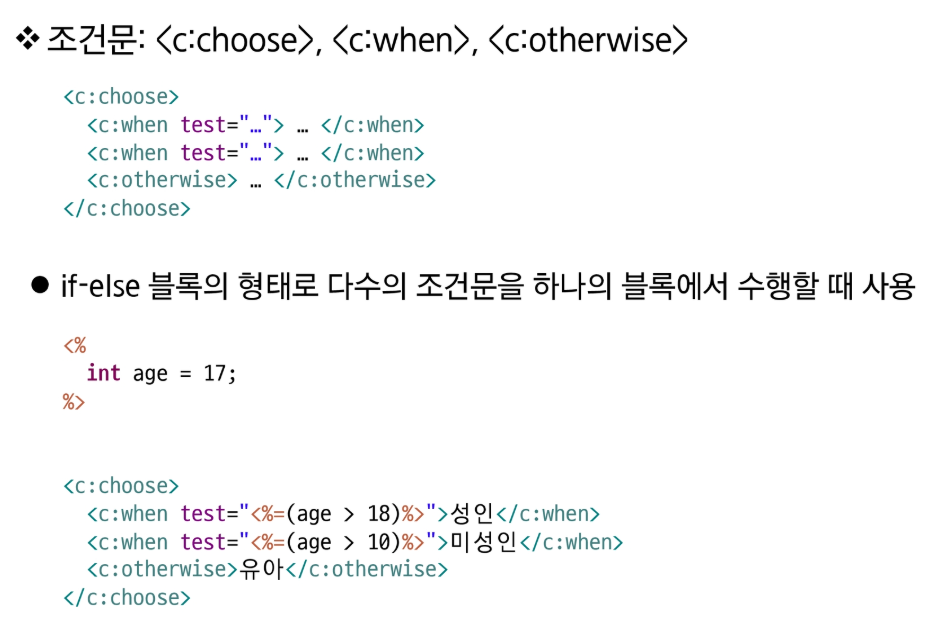 ❖ 조건문: <c:choose>, <c:when>, <c:otherwise>
<c:choose>
<c:when test="…"> … </c:when>
<c:when test="…"> … </c:when>
<c:otherwise> … </c:otherwise>
</c:choose>
● if-else 블록의 형태로 다수의 조건문을 하나의 블록에서 수행할 때 사용
<%
int age = 17;
%>
<c:choose>
<c:when test="<%=(age > 18)%>">성인</c:when>
<c:when test="<%=(age > 10)%>">미성인</c:when>
<c:otherwise>유아</c:otherwise>
</c:choose>